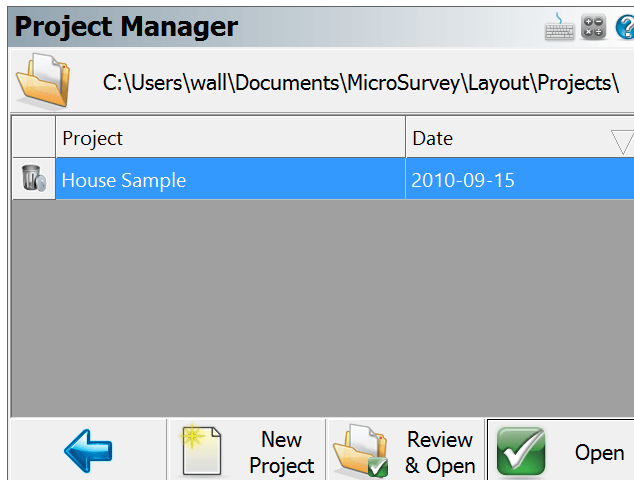 Project Manager
C:\Users\wall\Documents\MicroSurvey\Layout\Projects\
Project Date
House Sample 2010-09-15
New Project
Review & Open
Open